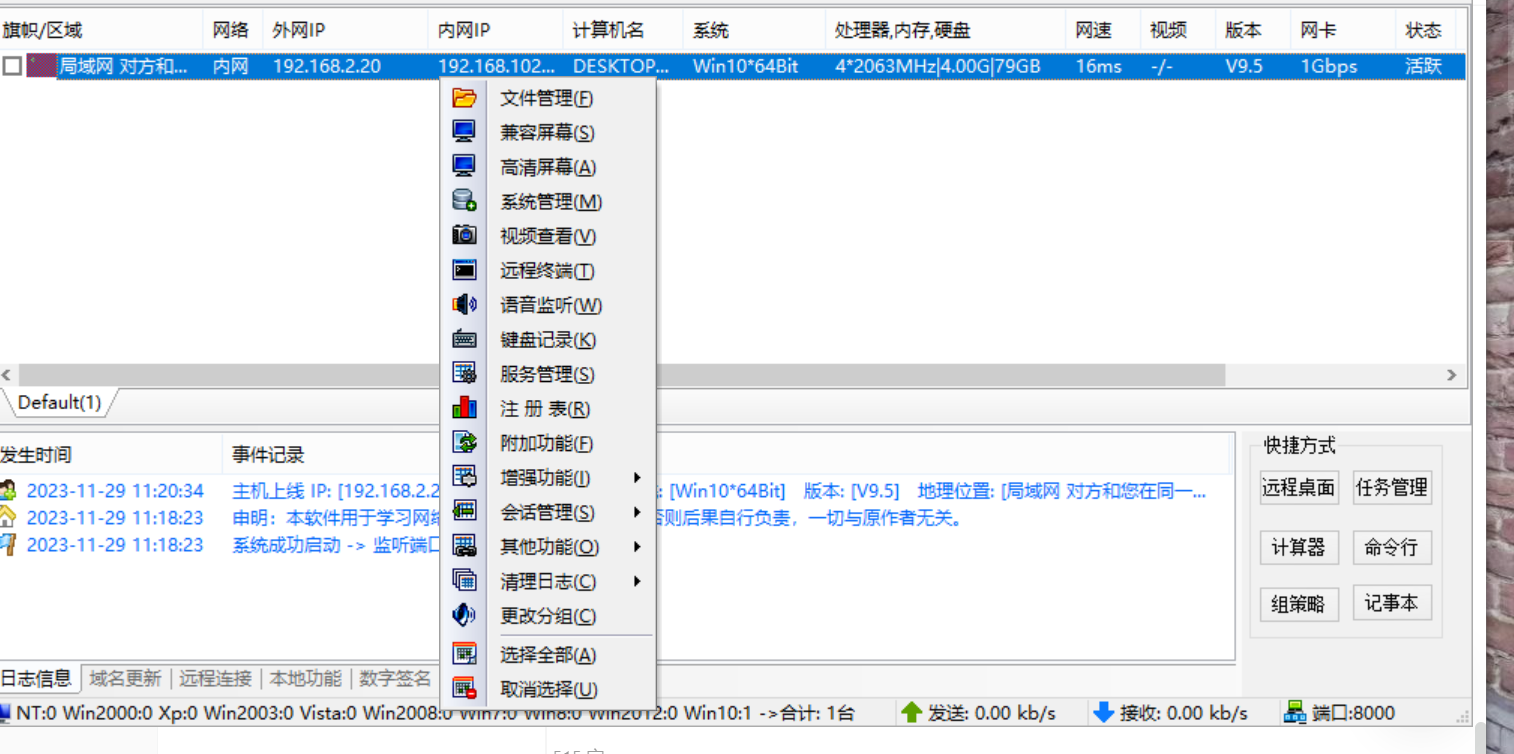 旗帜/区域 网络 外网IP 内网IP 计算机名 系统 处理器,内存,硬盘 网速 视频 版本 网卡 状态
局域网 对方和... 内网 192.168.2.20 192.168.102... DESKTOP... Win10*64Bit 4*2063MHz|4.00G|79GB 16ms -/- V9.5 1Gbps 活跃
文件管理(F)
兼容屏幕(S)
高清屏幕(A)
系统管理(M)
视频查看(V)
远程终端(T)
语音监听(W)
键盘记录(K)
服务管理(S)
注 册 表(R)
附加功能(F)
增强功能(I)
会话管理(S)
其他功能(O)
清理日志(C)
更改分组(C)
选择全部(A)
取消选择(U)
Default(1)
发生时间 事件记录
2023-11-29 11:20:34 主机上线 IP: [192.168.2.2 [Win10*64Bit] 版本: [V9.5] 地理位置: [局域网 对方和您在同一...
2023-11-29 11:18:23 申明：本软件用于学习网络 否则后果自行负责，一切与原作者无关。
2023-11-29 11:18:23 系统成功启动 -> 监听端口
快捷方式
远程桌面 任务管理
计算器 命令行
组策略 记事本
日志信息 域名更新 远程连接 本地功能 数字签名
NT:0 Win2000:0 Xp:0 Win2003:0 Vista:0 Win2008:0 Win7:0 Win8:0 Win2012:0 Win10:1 ->合计: 1台 发送: 0.00 kb/s 接收: 0.00 kb/s 端口:8000